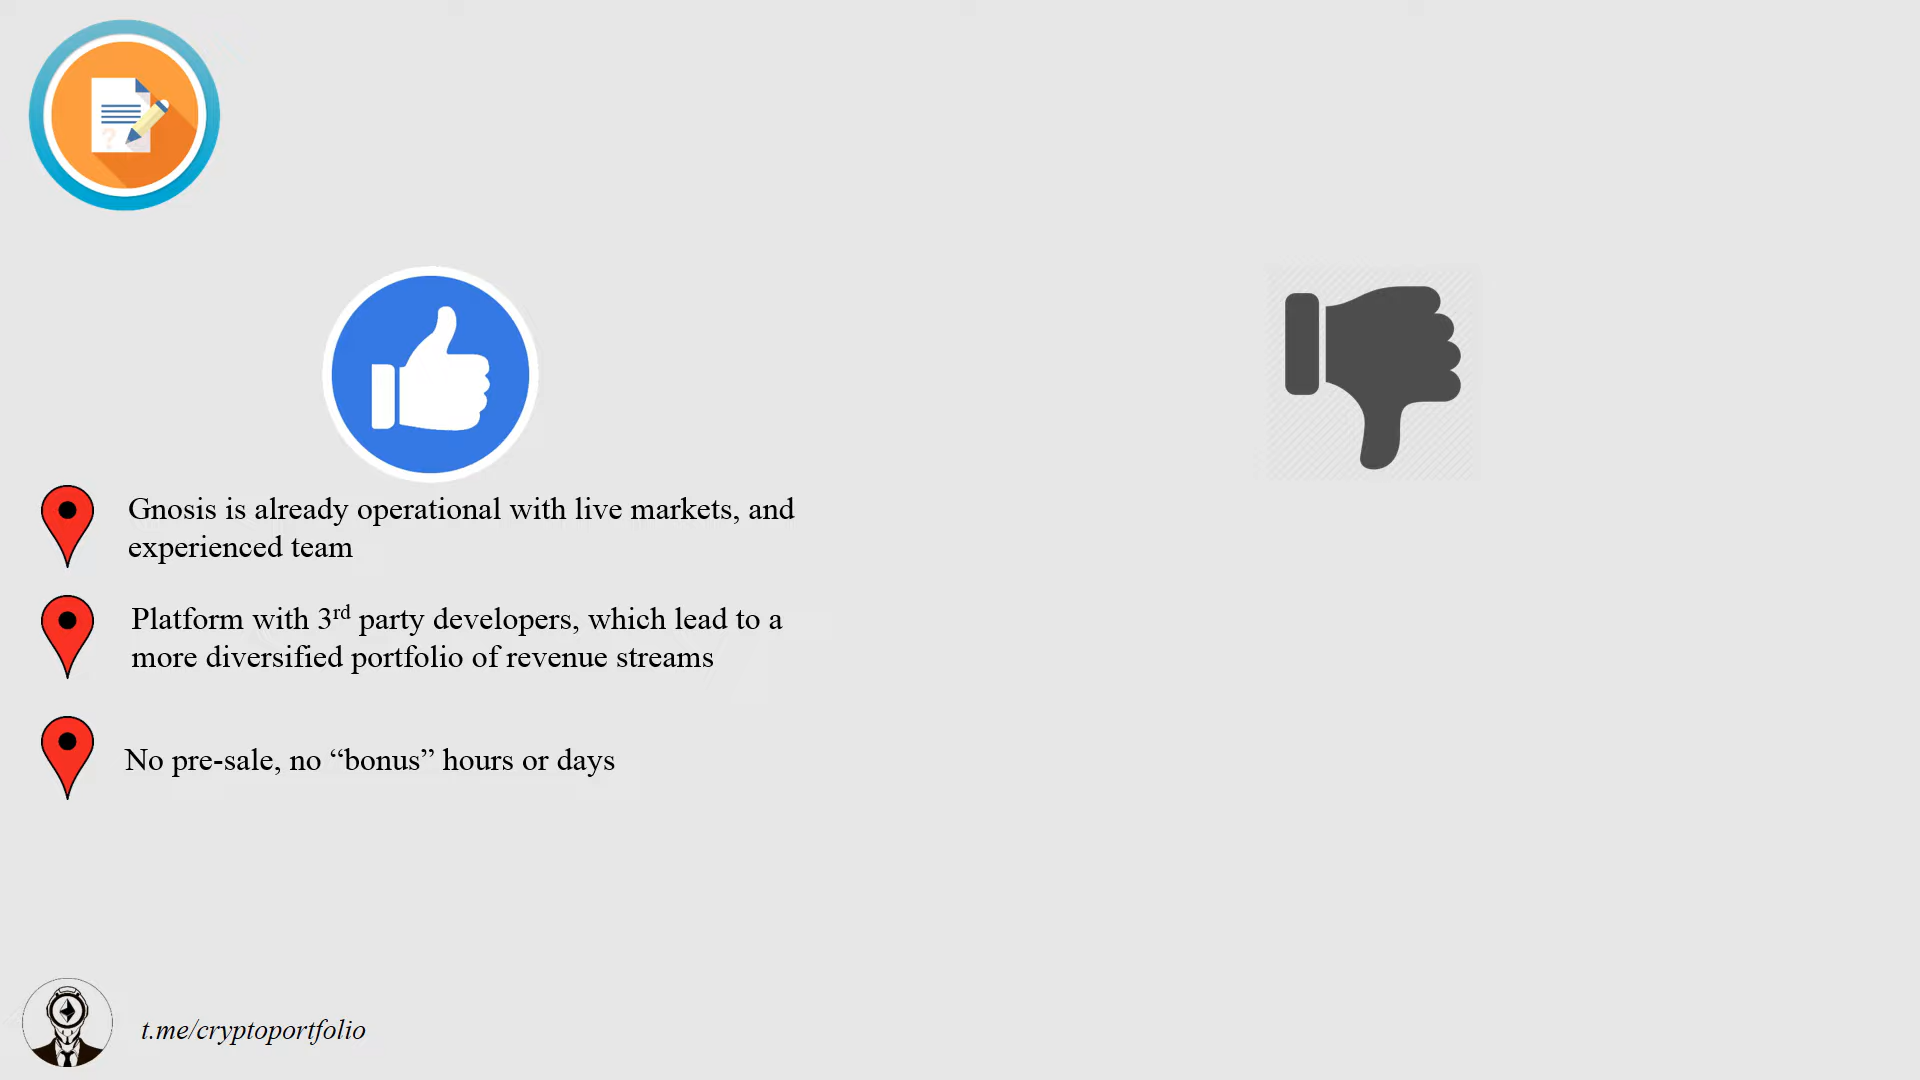 Gnosis is already operational with live markets, and
experienced team
Platform with 3rd party developers, which lead to a
more diversified portfolio of revenue streams
No pre-sale, no “bonus” hours or days
t.me/cryptoportfolio